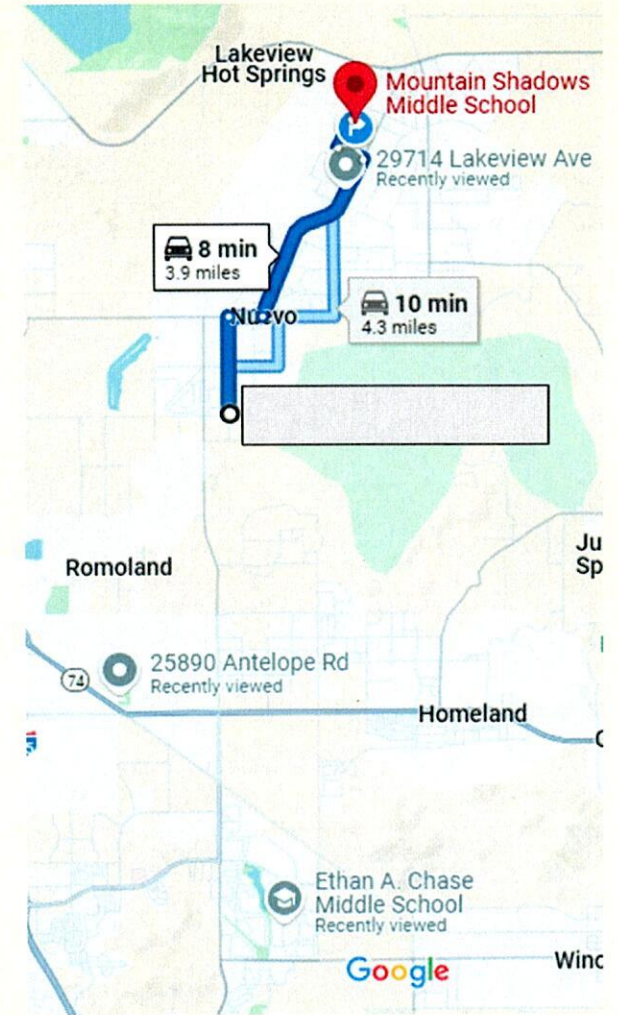 Lakeview
Hot Springs
Mountain Shadows
Middle School
29714 Lakeview Ave
Recently viewed
8 min
3.9 miles
Nuevo
10 min
4.3 miles
Romoland
25890 Antelope Rd
Recently viewed
74
Homeland
Ethan A. Chase
Middle School
Recently viewed
Google